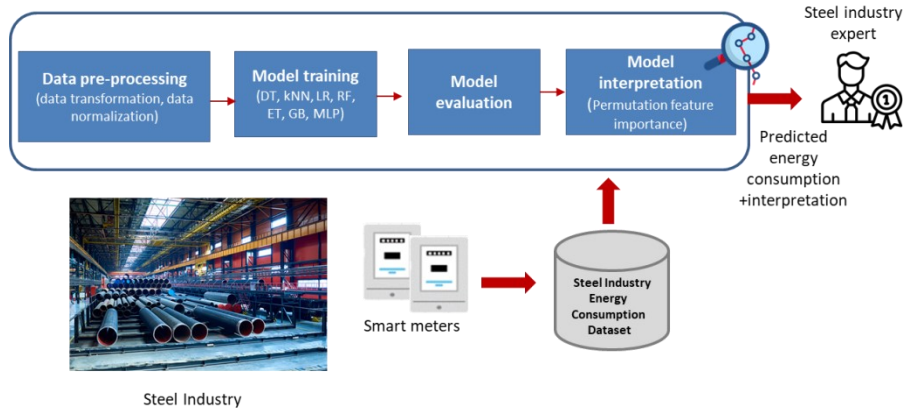 Data pre-processing
(data transformation, data
normalization)
Model training
(DT, kNN, LR, RF,
ET, GB, MLP)
Model
evaluation
Model
interpretation
(Permutation feature
importance)
Steel industry
expert
1
Predicted
energy
consumption
+interpretation
Smart meters
Steel Industry
Energy
Consumption
Dataset
Steel Industry